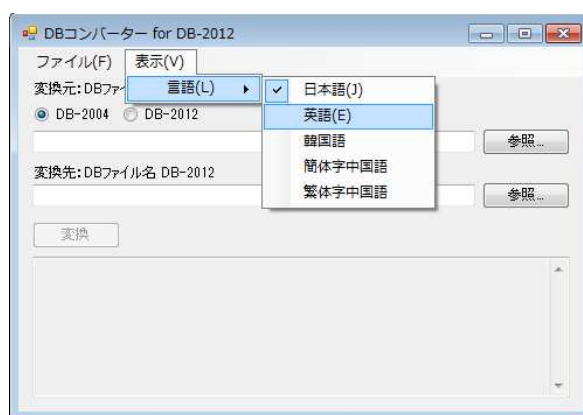 DBコンバーター for DB-2012
ファイル(F) 表示(V)
言語(L)
日本語(J)
英語(E)
韓国語
簡体字中国語
繁体字中国語
変換元:DBファ
DB-2004 DB-2012
参照...
変換先:DBファイル名 DB-2012
参照...
変換